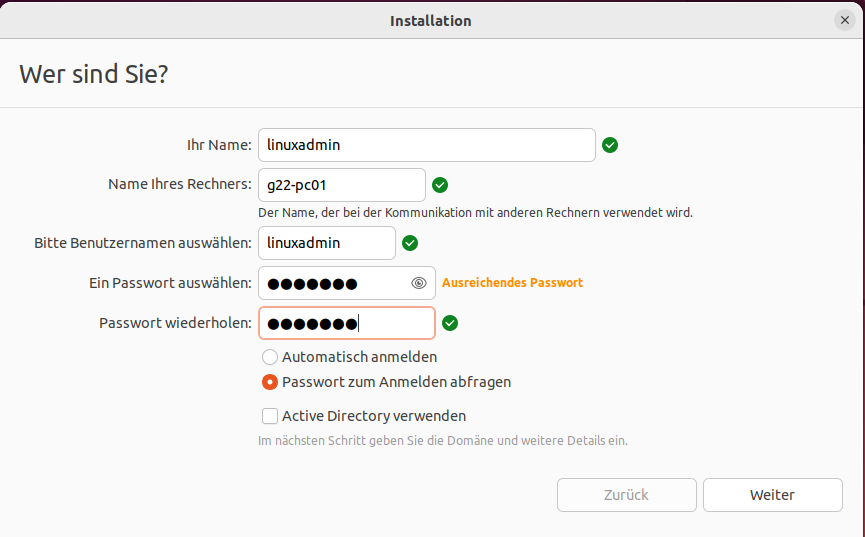 Installation
Wer sind Sie?
Ihr Name: linuxadmin
Name Ihres Rechners: g22-pc01
Der Name, der bei der Kommunikation mit anderen Rechnern verwendet wird.
Bitte Benutzernamen auswählen: linuxadmin
Ein Passwort auswählen: ●●●●●●● Ausreichendes Passwort
Passwort wiederholen: ●●●●●●●
Automatisch anmelden
Passwort zum Anmelden abfragen
Active Directory verwenden
Im nächsten Schritt geben Sie die Domäne und weitere Details ein.
Zurück Weiter